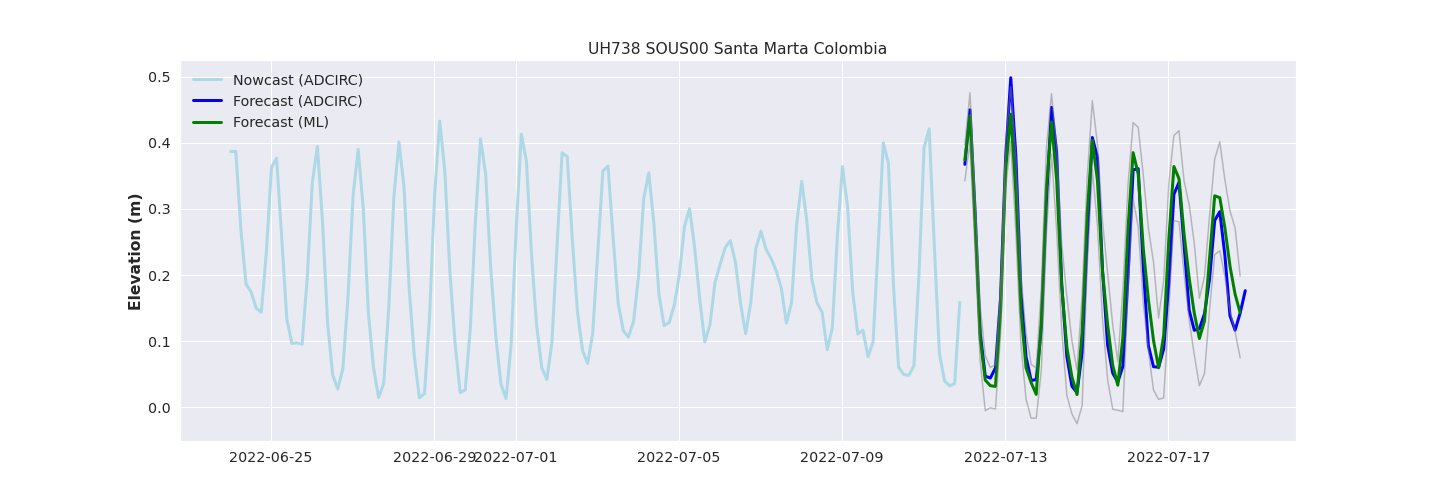 UH738 SOUS00 Santa Marta Colombia
0.5
0.4
0.3
0.2
0.1
0.0
Elevation (m)
Nowcast (ADCIRC)
Forecast (ADCIRC)
Forecast (ML)
2022-06-25 2022-06-29 2022-07-01 2022-07-05 2022-07-09 2022-07-13 2022-07-17